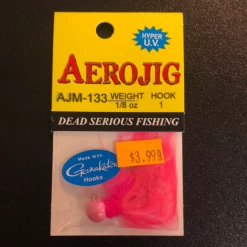 HYPER
U.V.
AEROJIG
AJM-133 WEIGHT HOOK
1/8 oz 1
DEAD SERIOUS FISHING
Made With
Gamakatsu
Hooks
$3.99